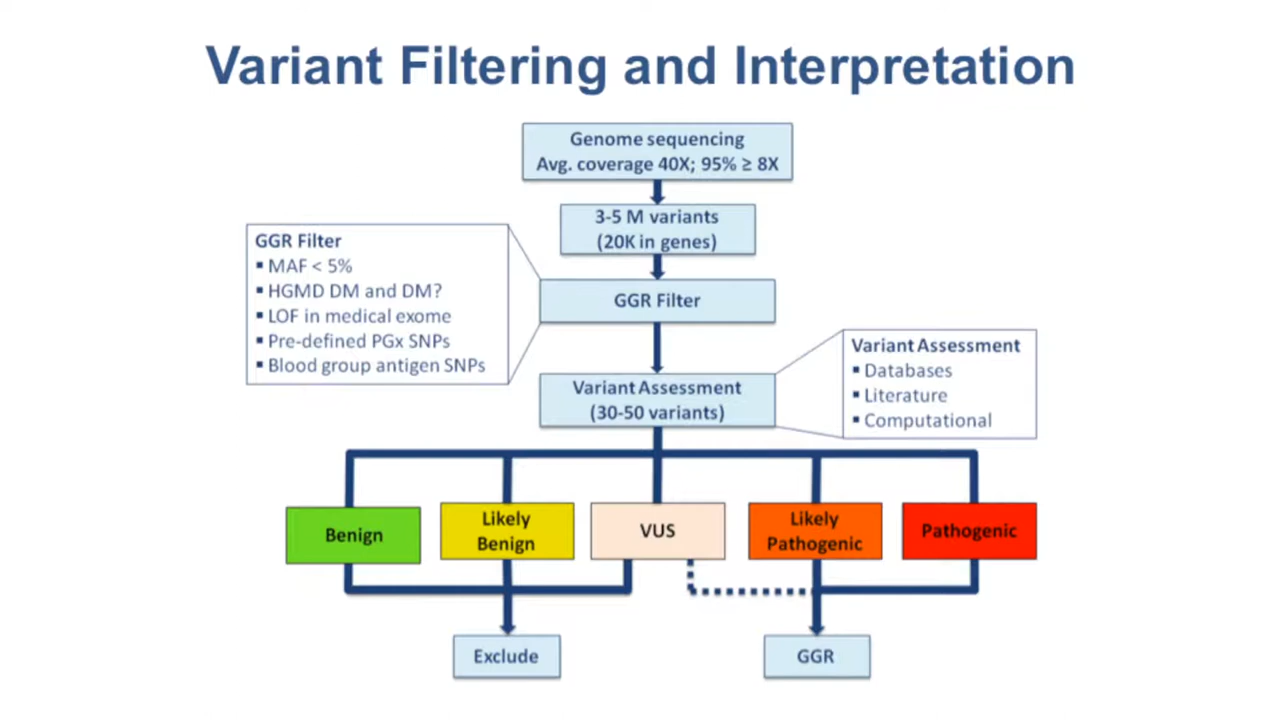 Variant Filtering and Interpretation
Genome sequencing
Avg. coverage 40X; 95% ≥ 8X
3-5 M variants
(20K in genes)
GGR Filter
▪ MAF < 5%
▪ HGMD DM and DM?
▪ LOF in medical exome
▪ Pre-defined PGx SNPs
▪ Blood group antigen SNPs
GGR Filter
Variant Assessment
(30-50 variants)
Variant Assessment
▪ Databases
▪ Literature
▪ Computational
Benign
Likely
Benign
VUS
Likely
Pathogenic
Pathogenic
Exclude
GGR